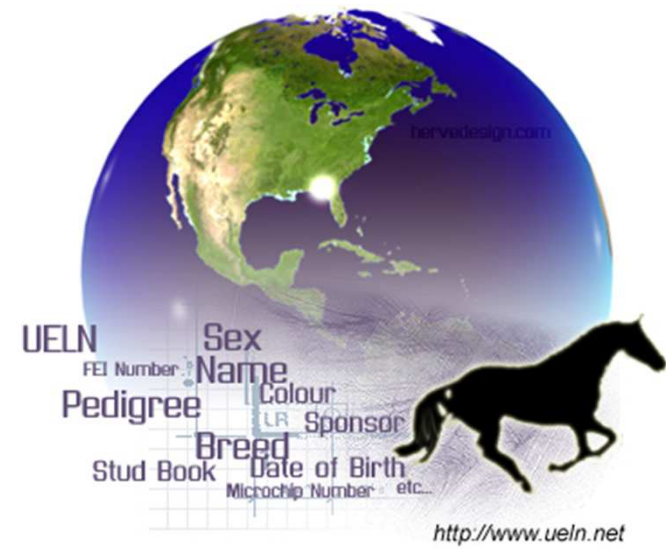 hervedesign.com
UELN
Sex
FEI Number
Name
Colour
Pedigree
LR
Sponsor
Breed
Stud Book
Date of Birth
Microchip Number
etc...
http://www.ueln.net